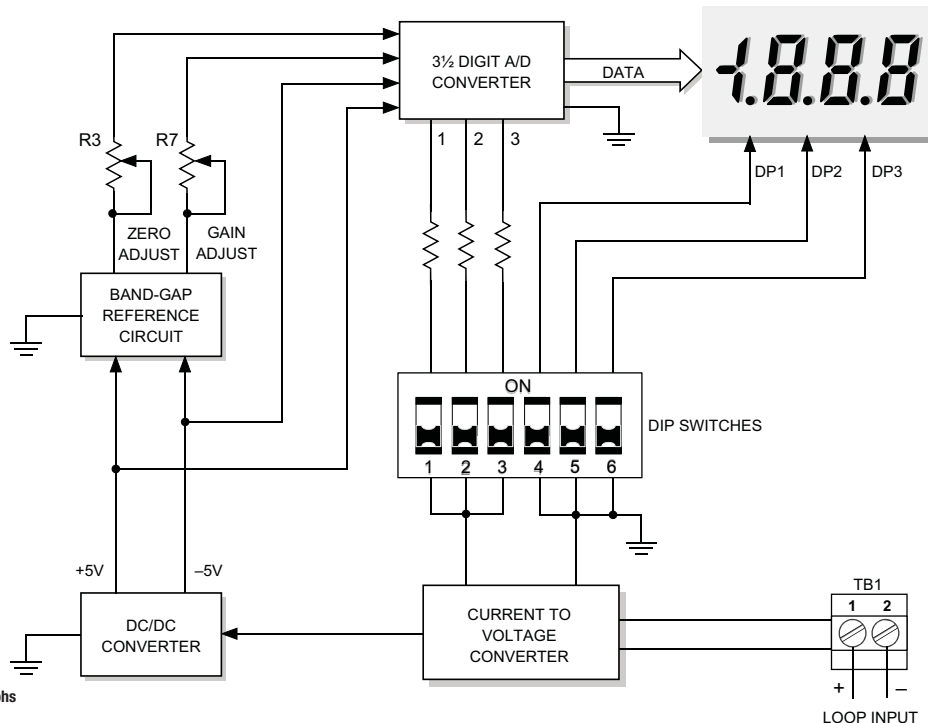 3½ DIGIT A/D
CONVERTER
DATA
-1.8.8.8
R3
R7
1 2 3
DP1 DP2 DP3
ZERO
ADJUST
GAIN
ADJUST
BAND-GAP
REFERENCE
CIRCUIT
ON
DIP SWITCHES
1 2 3 4 5 6
+5V
–5V
TB1
1 2
DC/DC
CONVERTER
CURRENT TO
VOLTAGE
CONVERTER
+ –
LOOP INPUT